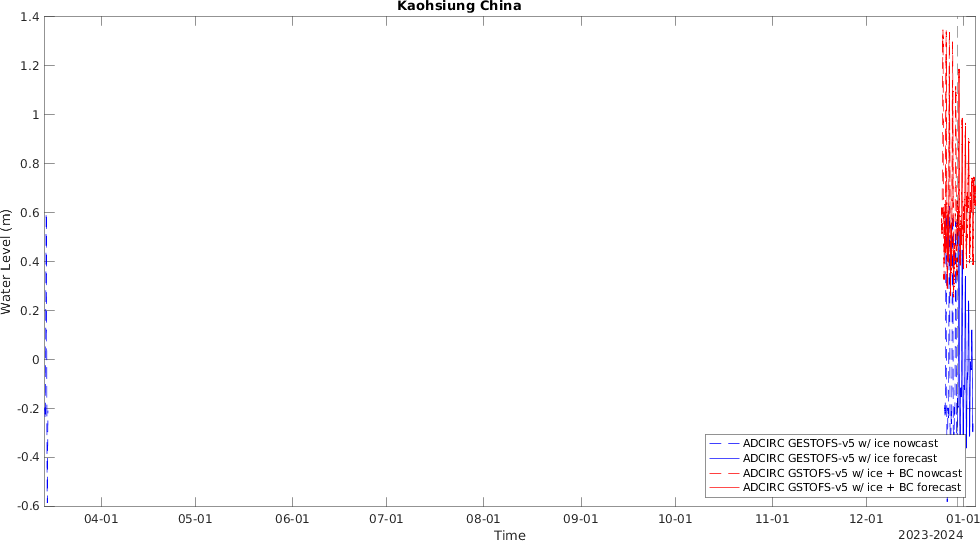 Kaohsiung China
1.4
1.2
1
0.8
0.6
0.4
0.2
0
-0.2
-0.4
-0.6
Water Level (m)
ADCIRC GESTOFS-v5 w/ ice nowcast
ADCIRC GESTOFS-v5 w/ ice forecast
ADCIRC GSTOFS-v5 w/ ice + BC nowcast
ADCIRC GSTOFS-v5 w/ ice + BC forecast
04-01 05-01 06-01 07-01 08-01 09-01 10-01 11-01 12-01 01-01
Time
2023-2024